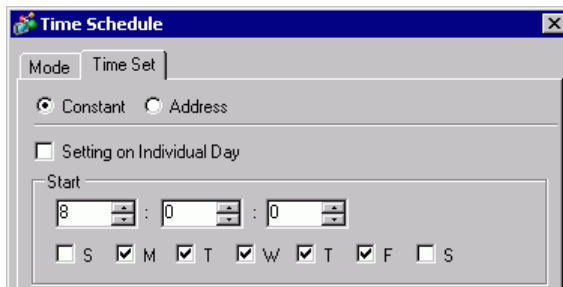 Time Schedule
Mode Time Set
Constant Address
Setting on Individual Day
Start
8 : 0 : 0
S M T W T F S